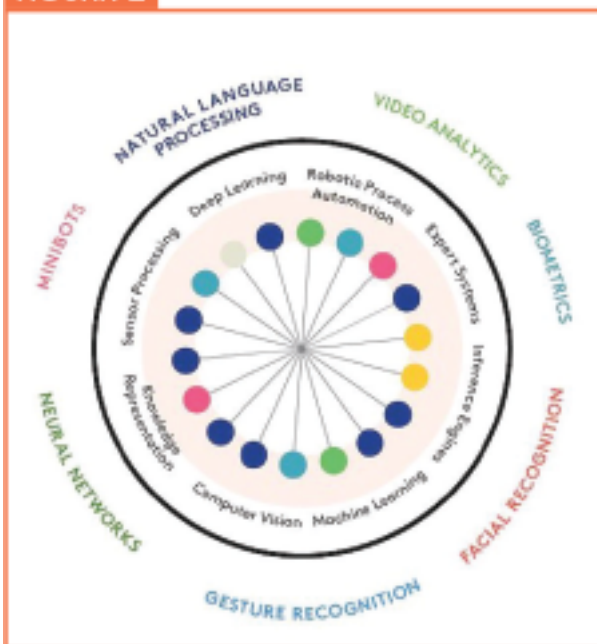 NATURAL LANGUAGE
PROCESSING
VIDEO ANALYTICS
BIOMETRICS
FACIAL RECOGNITION
GESTURE RECOGNITION
NEURAL NETWORKS
MINIBOTS
Deep Learning
Robotic Process
Automation
Expert Systems
Inference Engines
Machine Learning
Computer Vision
Knowledge
Representation
Sensor Processing